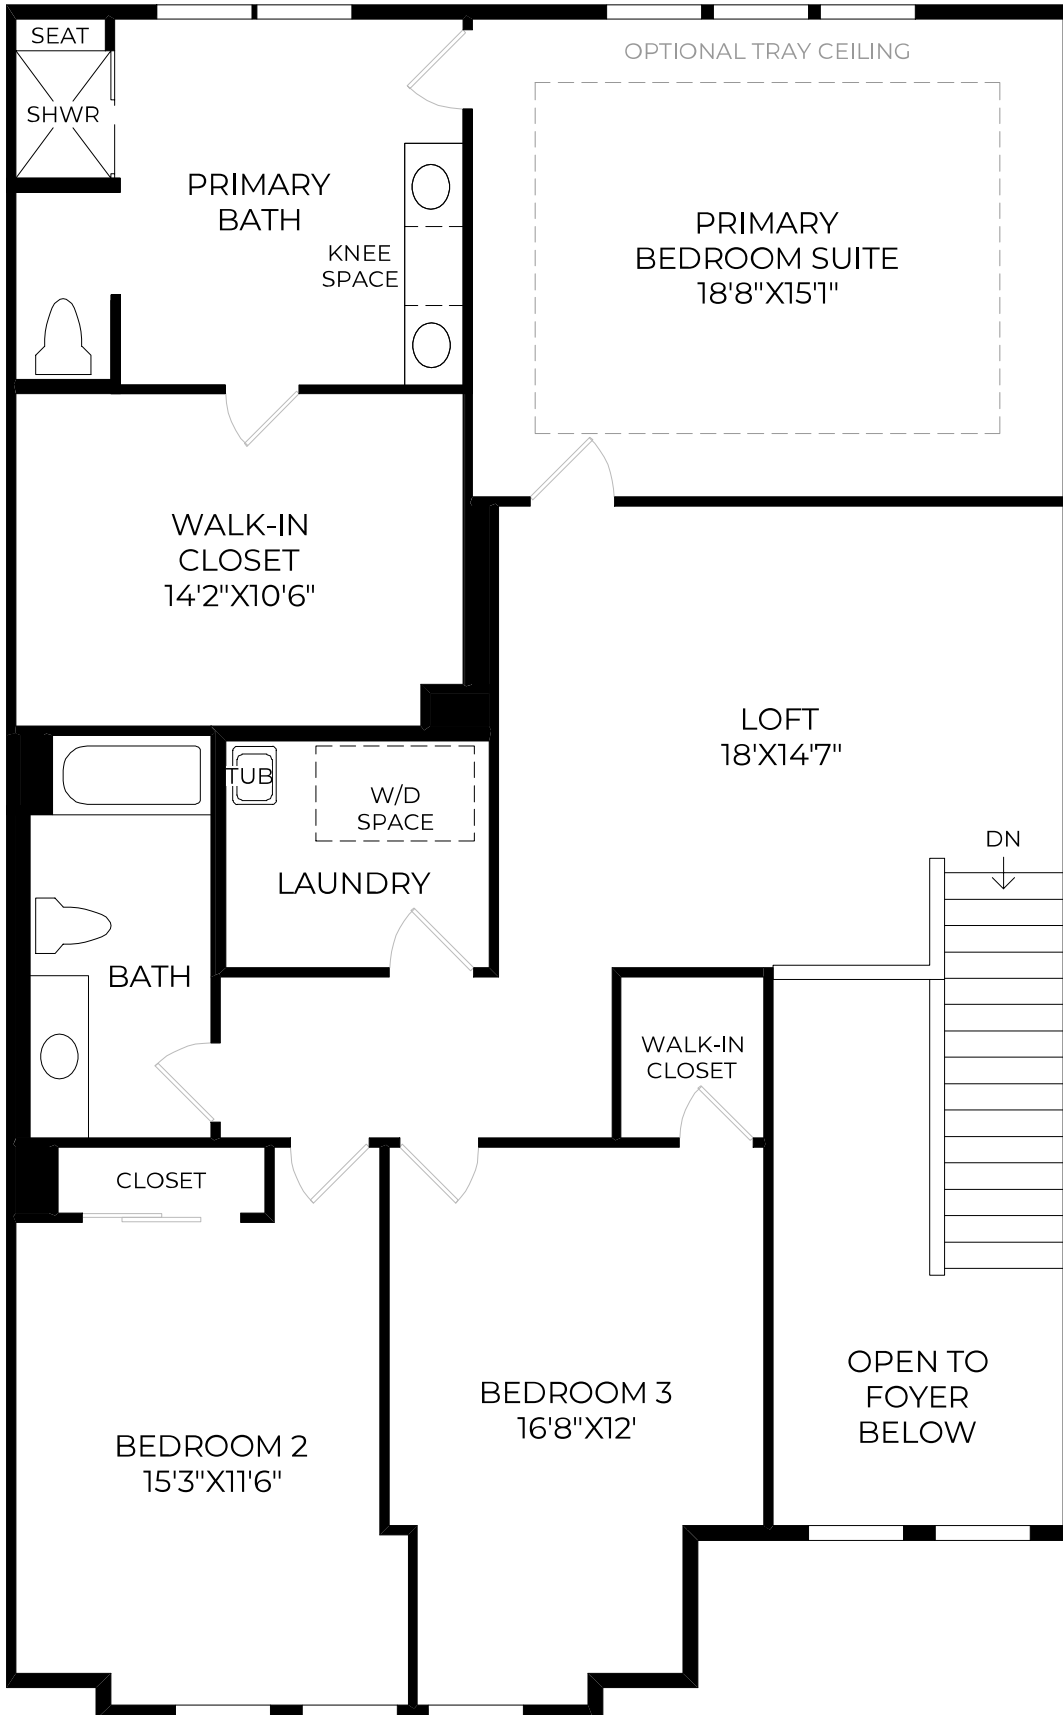 SEAT
SHWR
PRIMARY
BATH
KNEE
SPACE
OPTIONAL TRAY CEILING
PRIMARY
BEDROOM SUITE
18'8"X15'1"
WALK-IN
CLOSET
14'2"X10'6"
LOFT
18'X14'7"
TUB
W/D
SPACE
LAUNDRY
DN
BATH
WALK-IN
CLOSET
CLOSET
BEDROOM 2
15'3"X11'6"
BEDROOM 3
16'8"X12'
OPEN TO
FOYER
BELOW